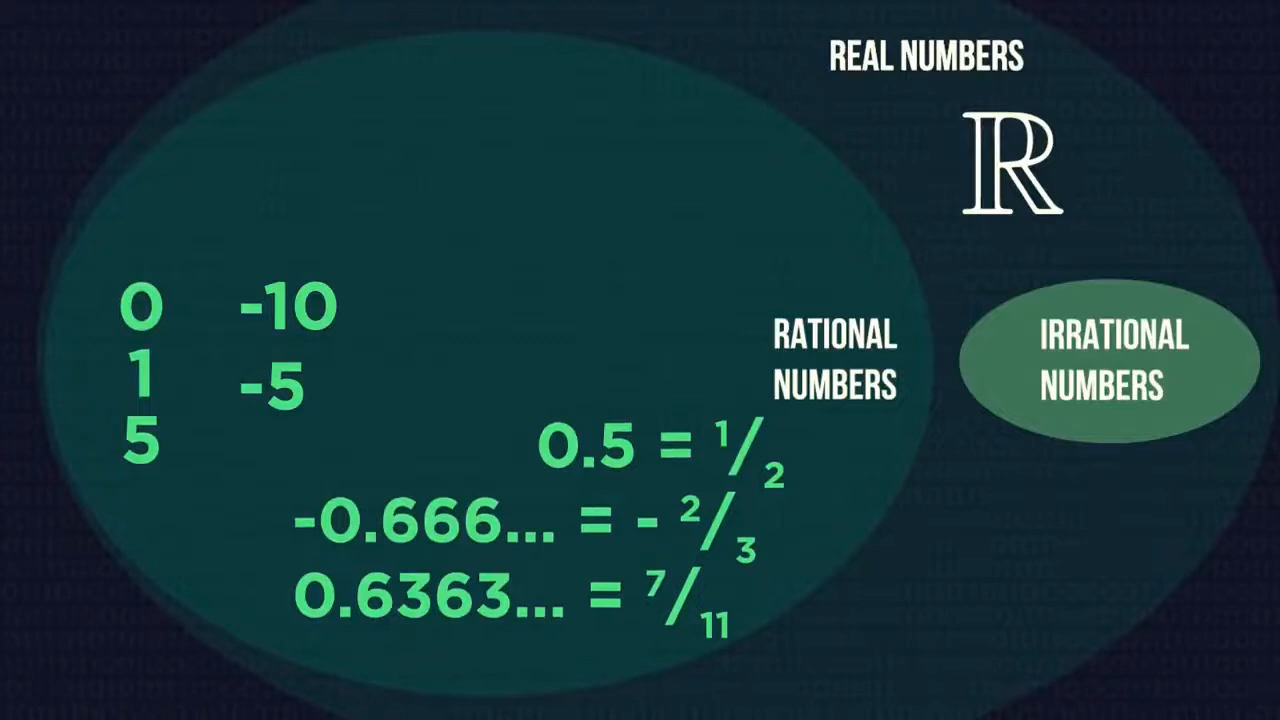 REAL NUMBERS
ℝ
0 -10
1 -5
5
RATIONAL
NUMBERS
IRRATIONAL
NUMBERS
0.5 = 1/2
-0.666... = - 2/3
0.6363... = 7/11